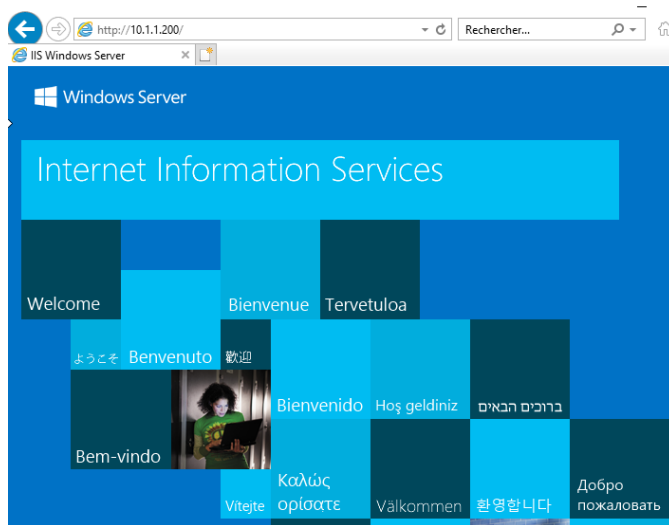 http://10.1.1.200/
Rechercher...
IIS Windows Server
Windows Server
Internet Information Services
Welcome
Bienvenue
Tervetuloa
ようこそ
Benvenuto
歡迎
Bienvenido
Hoş geldiniz
ברוכים הבאים
Bem-vindo
Vítejte
Καλώς
ορίσατε
Välkommen
환영합니다
Добро
пожаловать